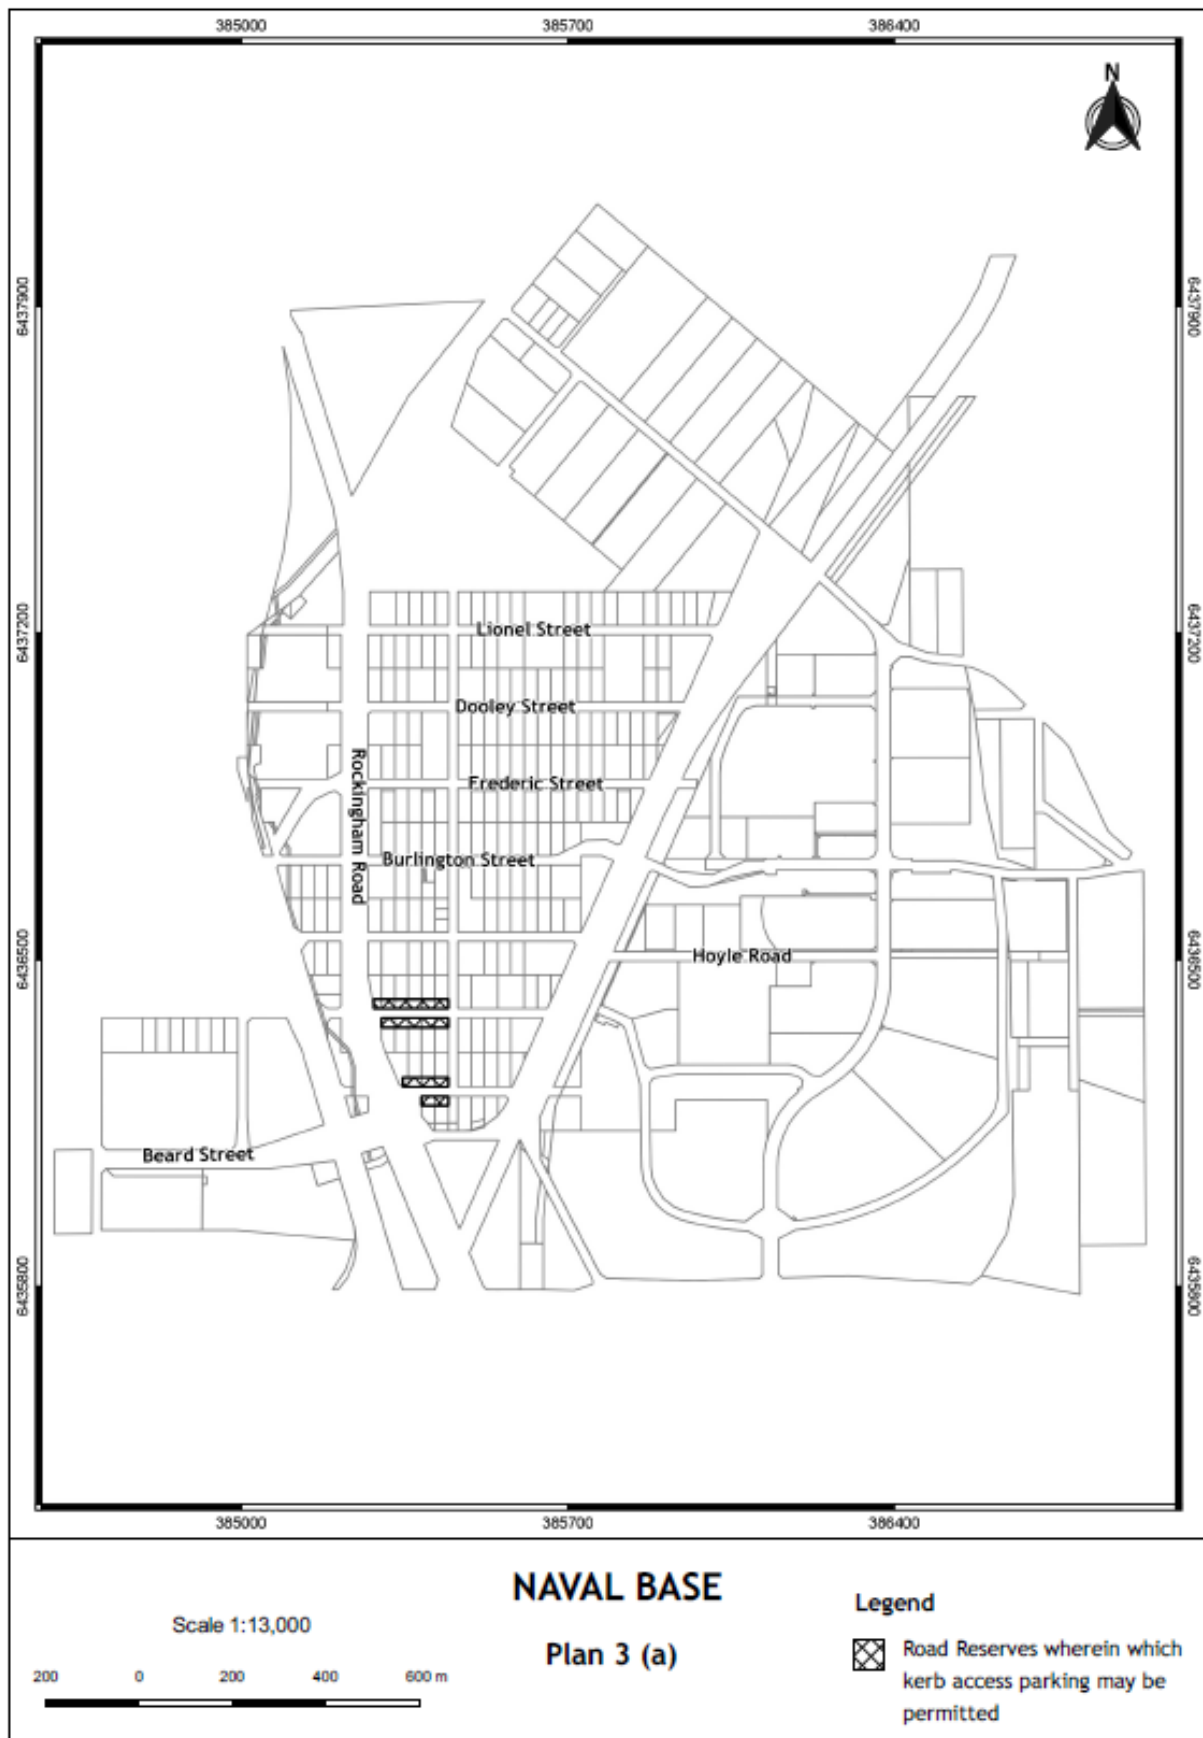 385000
385700
386400
N
6437900
6437900
Lionel Street
6437200
6437200
Dooley Street
Rockingham Road
Frederic Street
Burlington Street
6436500
Hoyle Road
6436500
Beard Street
6435800
6435800
385000
385700
386400
NAVAL BASE
Plan 3 (a)
Scale 1:13,000
200 0 200 400 600 m
Legend
Road Reserves wherein which
kerb access parking may be
permitted